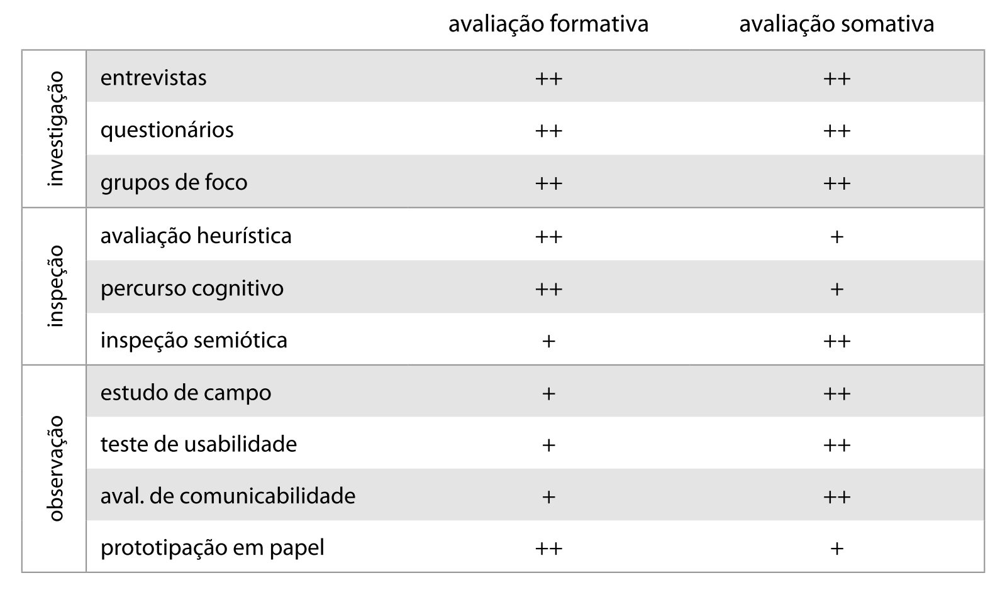 avaliação formativa avaliação somativa
investigação
entrevistas ++ ++
questionários ++ ++
grupos de foco ++ ++
inspeção
avaliação heurística ++ +
percurso cognitivo ++ +
inspeção semiótica + ++
observação
estudo de campo + ++
teste de usabilidade + ++
aval. de comunicabilidade + ++
prototipação em papel ++ +